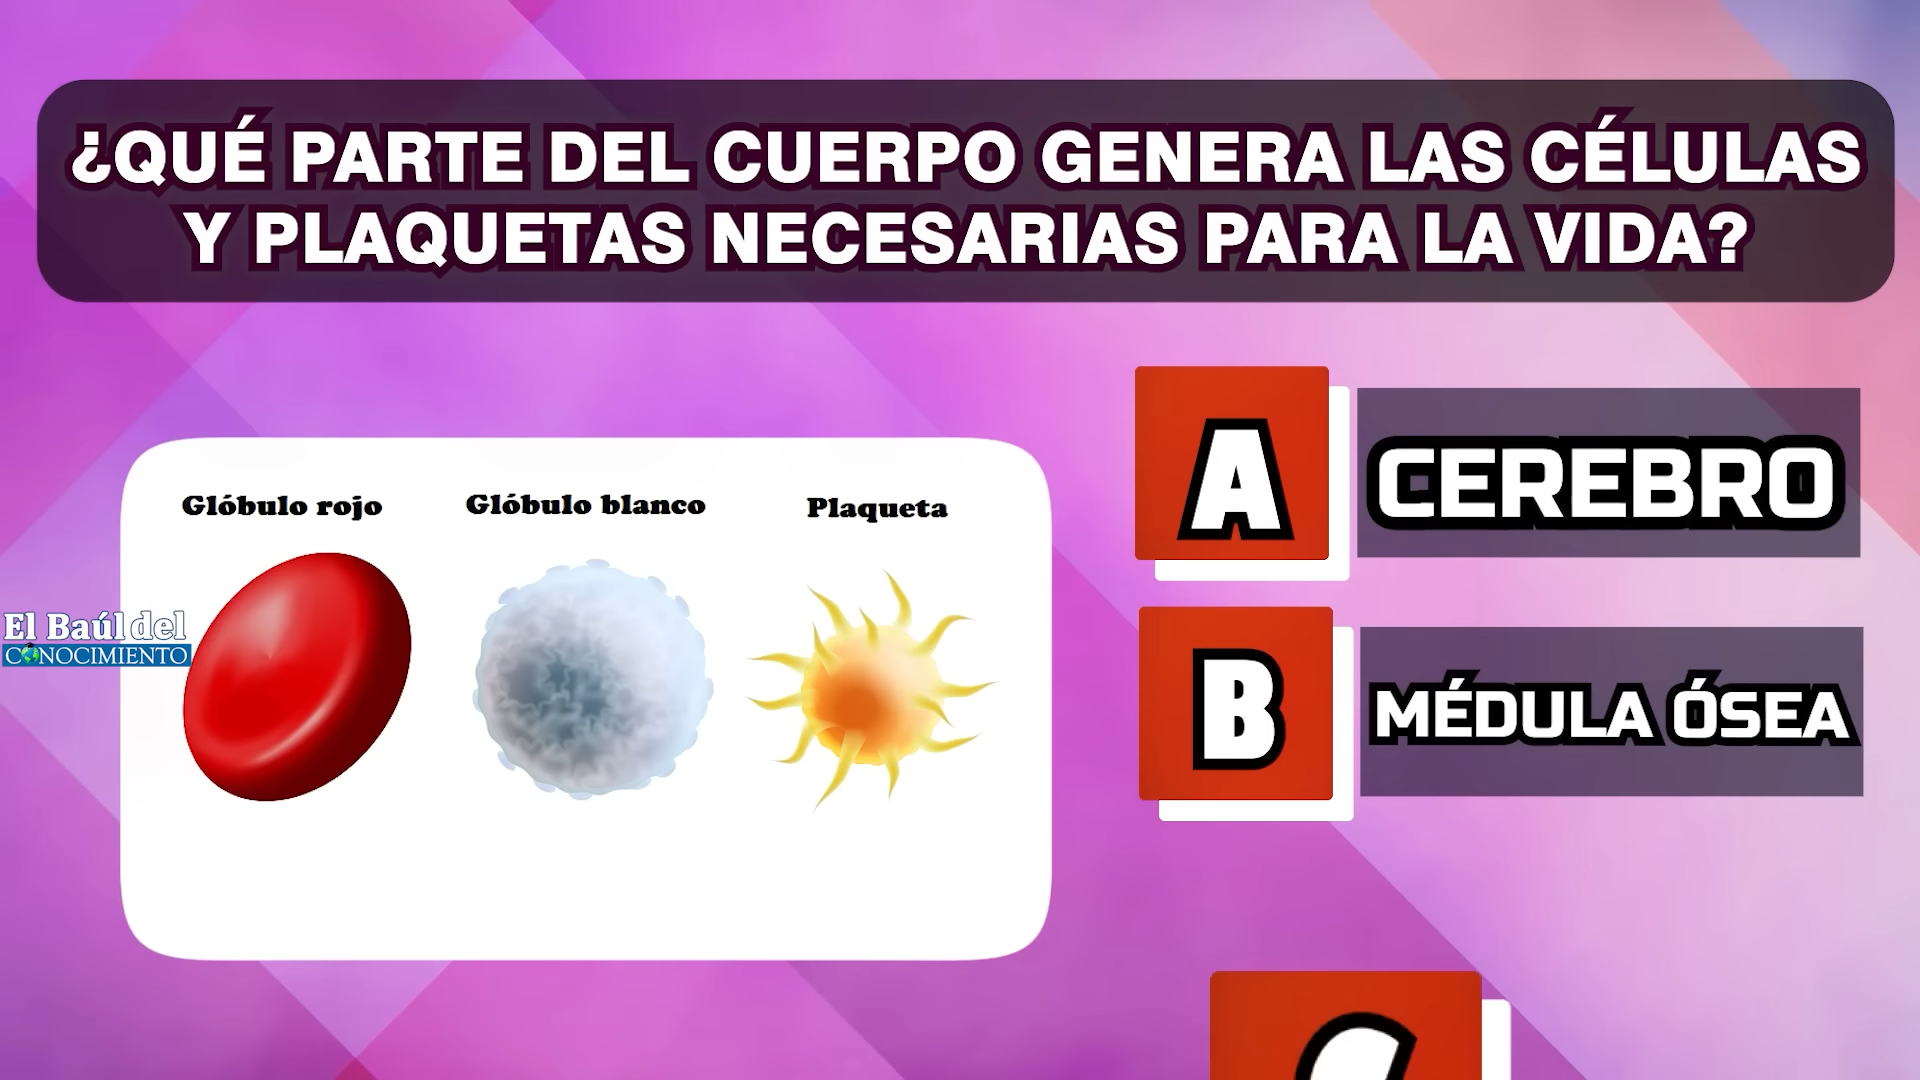 ¿QUÉ PARTE DEL CUERPO GENERA LAS CÉLULAS
Y PLAQUETAS NECESARIAS PARA LA VIDA?
A
CEREBRO
Glóbulo rojo
Glóbulo blanco
Plaqueta
El Baúl del
CONOCIMIENTO
B
MÉDULA ÓSEA